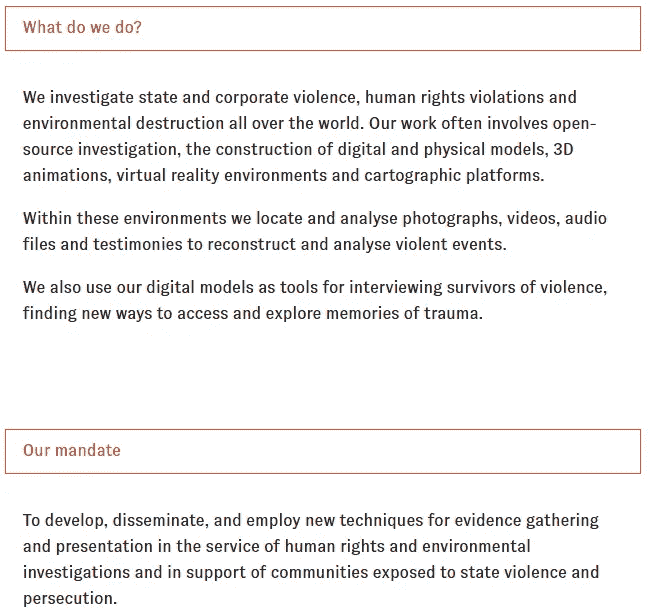 What do we do?
We investigate state and corporate violence, human rights violations and
environmental destruction all over the world. Our work often involves open-
source investigation, the construction of digital and physical models, 3D
animations, virtual reality environments and cartographic platforms.
Within these environments we locate and analyse photographs, videos, audio
files and testimonies to reconstruct and analyse violent events.
We also use our digital models as tools for interviewing survivors of violence,
finding new ways to access and explore memories of trauma.
Our mandate
To develop, disseminate, and employ new techniques for evidence gathering
and presentation in the service of human rights and environmental
investigations and in support of communities exposed to state violence and
persecution.